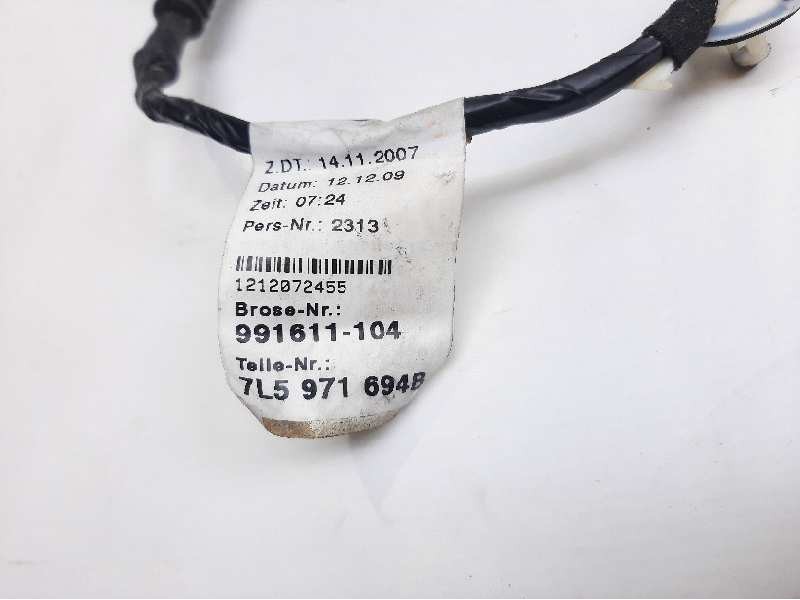 Z.DT.: 14.11.2007
Datum: 12.12.09
Zeit: 07:24
Pers-Nr.: 2313
1212072455
Brose-Nr.:
991611-104
Teile-Nr.:
7L5 971 694B